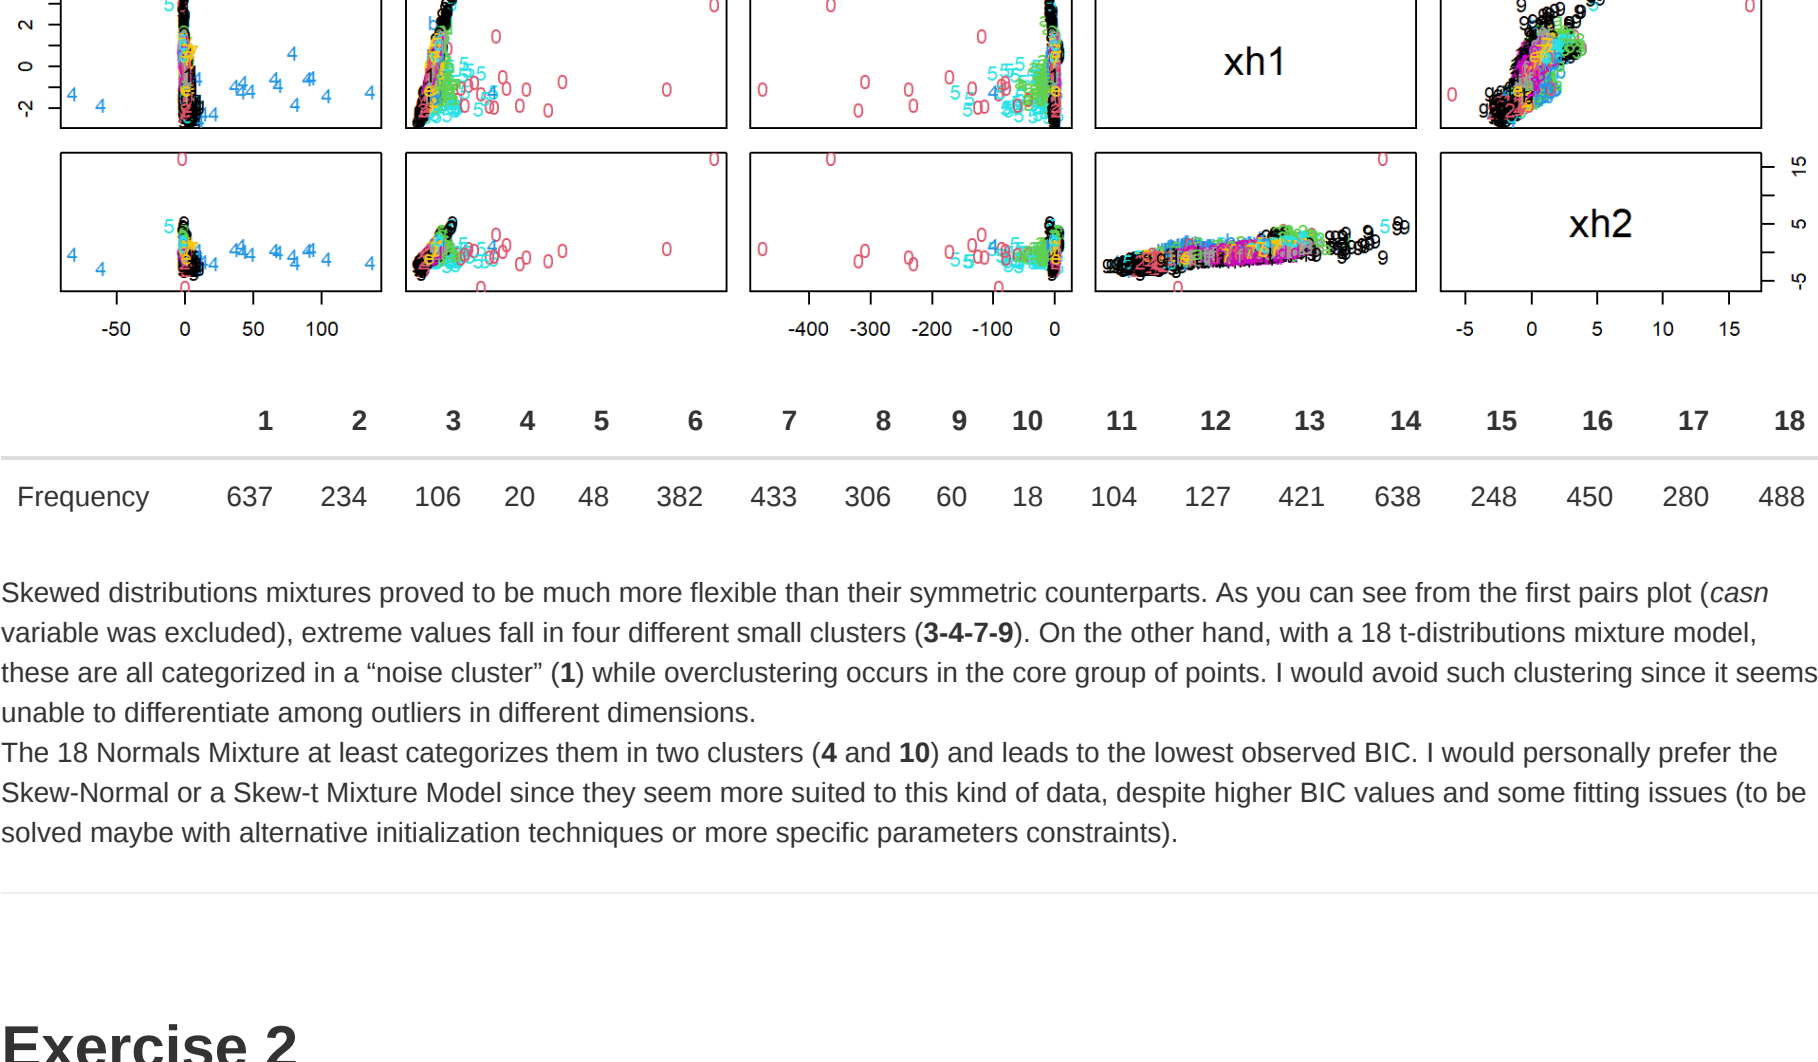 2
0
-2
xh1
xh2
15
5
-5
-50 0 50 100
-400 -300 -200 -100 0
-5 0 5 10 15
1 2 3 4 5 6 7 8 9 10 11 12 13 14 15 16 17 18
Frequency 637 234 106 20 48 382 433 306 60 18 104 127 421 638 248 450 280 488
Skewed distributions mixtures proved to be much more flexible than their symmetric counterparts. As you can see from the first pairs plot (casn
variable was excluded), extreme values fall in four different small clusters (3-4-7-9). On the other hand, with a 18 t-distributions mixture model,
these are all categorized in a “noise cluster” (1) while overclustering occurs in the core group of points. I would avoid such clustering since it seems
unable to differentiate among outliers in different dimensions.
The 18 Normals Mixture at least categorizes them in two clusters (4 and 10) and leads to the lowest observed BIC. I would personally prefer the
Skew-Normal or a Skew-t Mixture Model since they seem more suited to this kind of data, despite higher BIC values and some fitting issues (to be
solved maybe with alternative initialization techniques or more specific parameters constraints).
Exercise 2